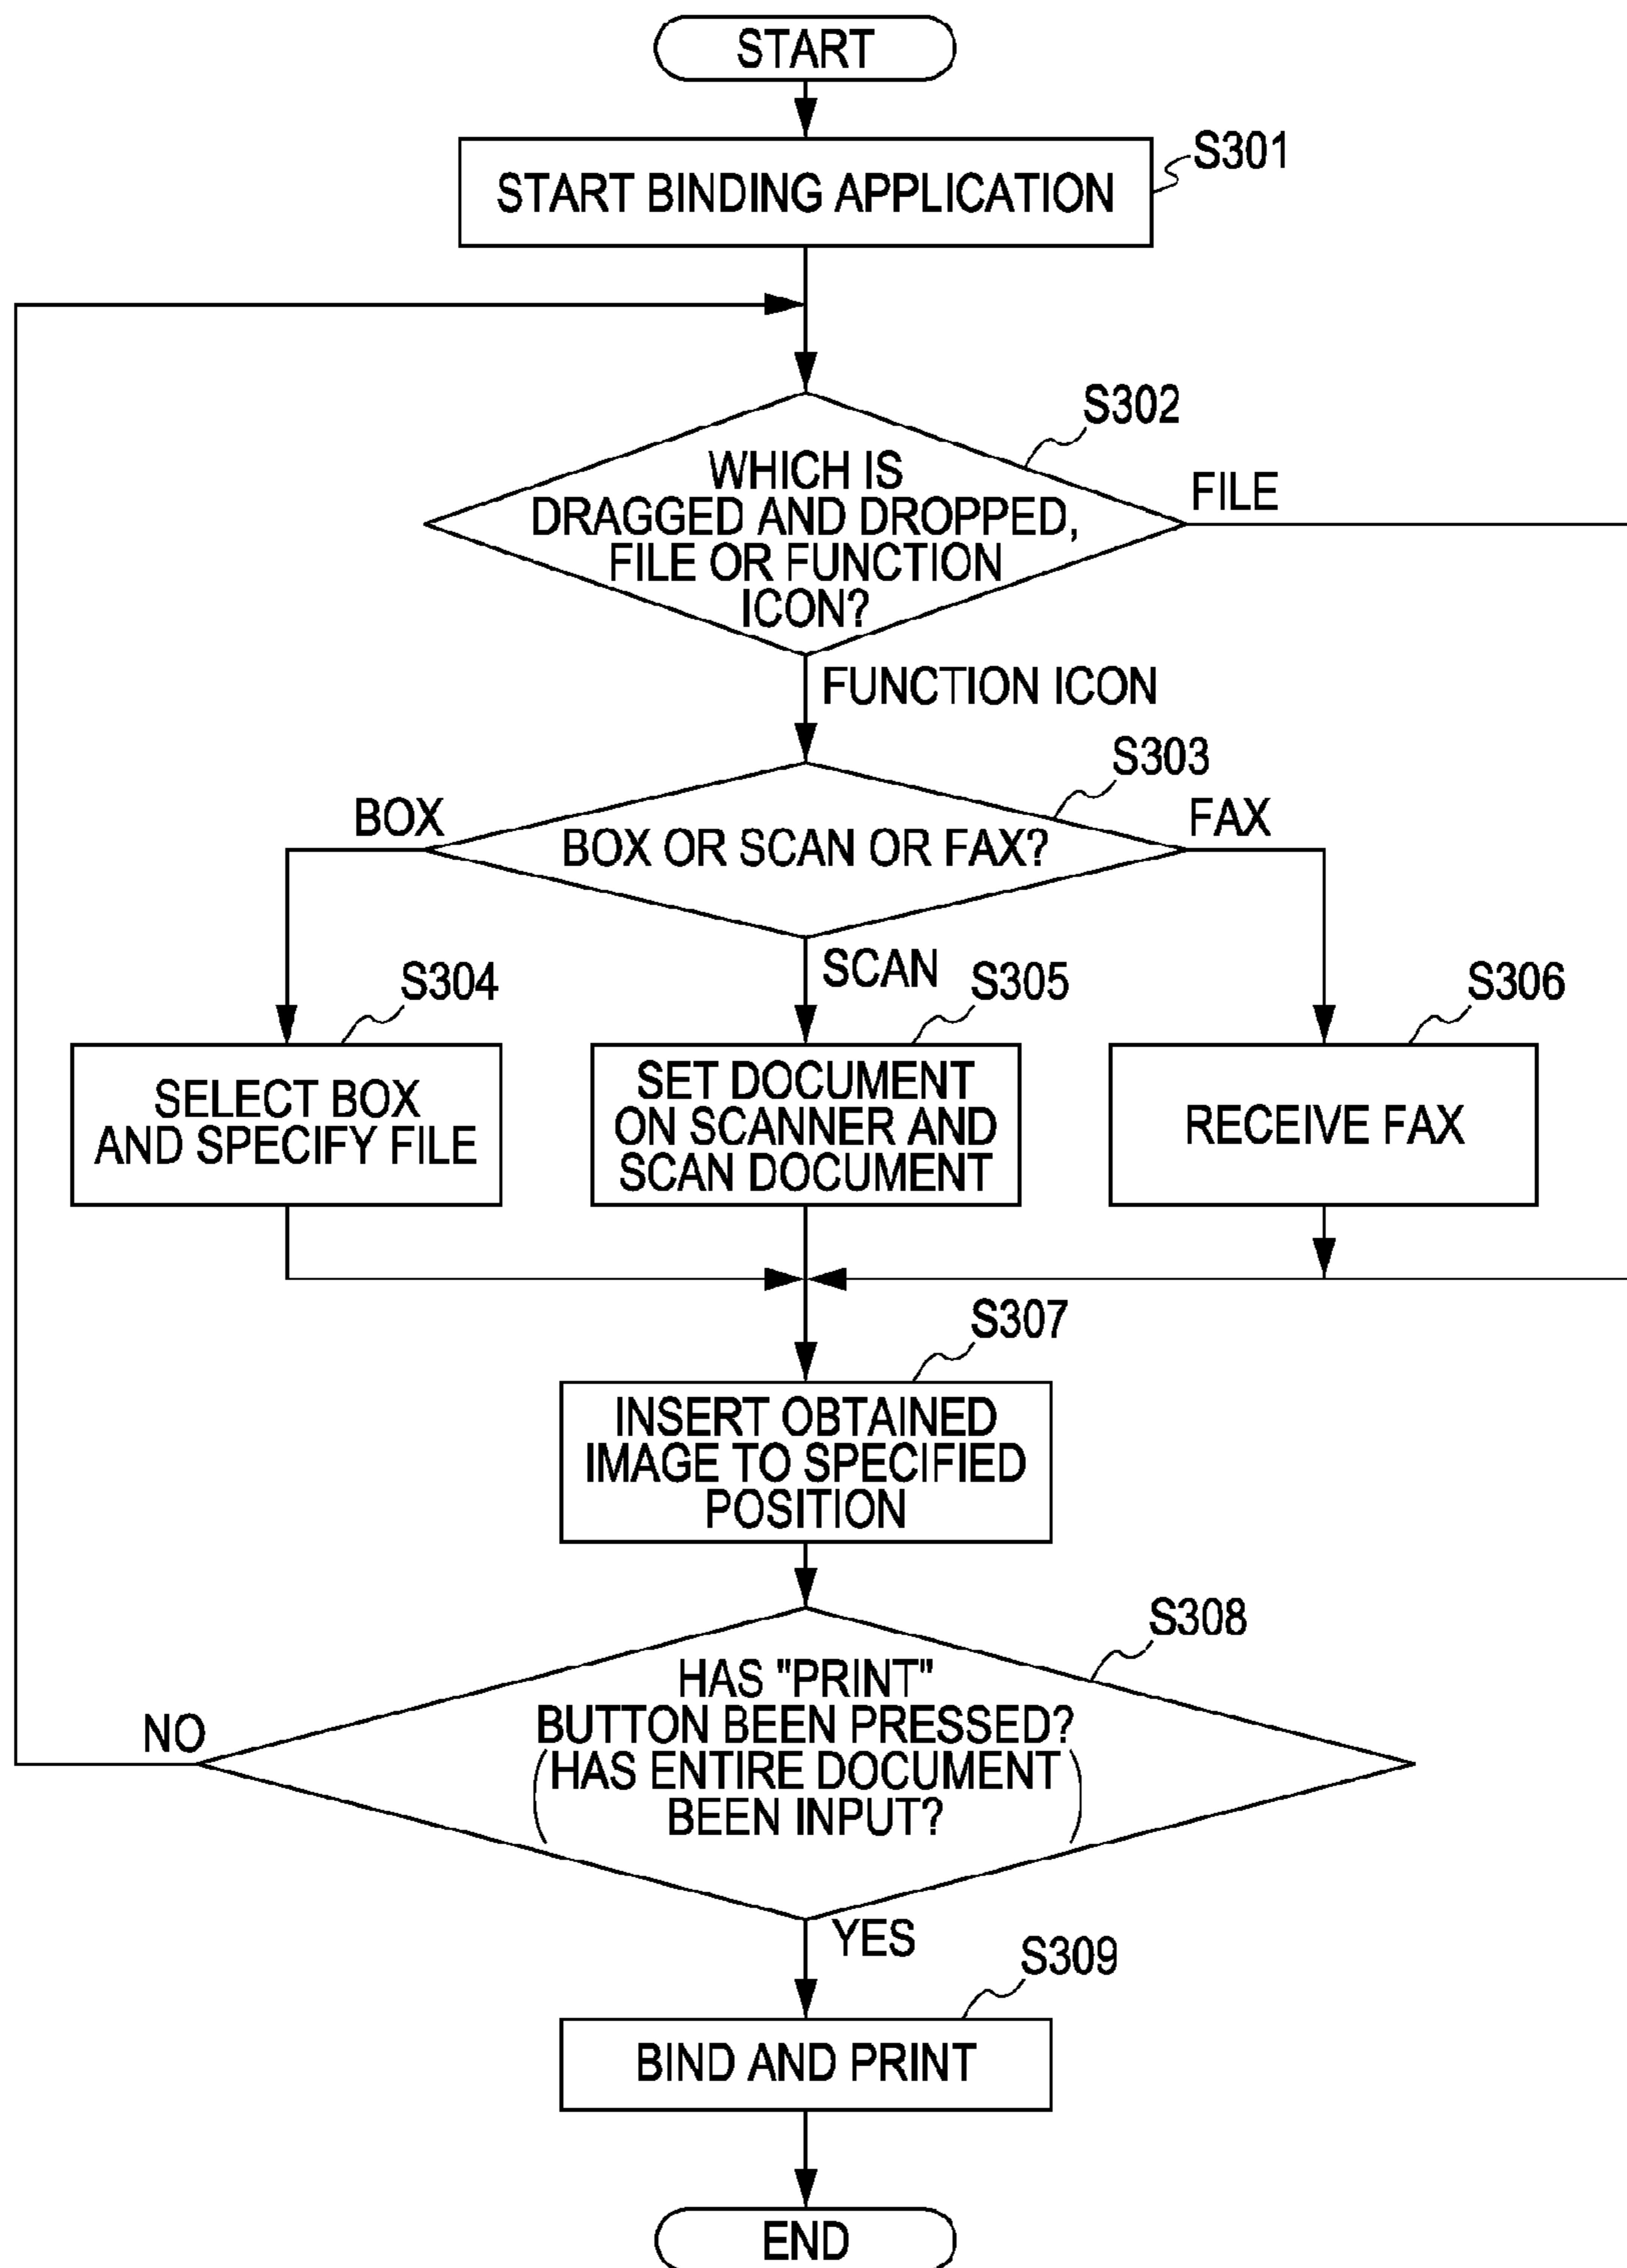 START
S301
START BINDING APPLICATION
S302
WHICH IS
DRAGGED AND DROPPED,
FILE OR FUNCTION
ICON?
FILE
FUNCTION ICON
S303
BOX
BOX OR SCAN OR FAX?
FAX
SCAN
S304
S305
S306
SELECT BOX
AND SPECIFY FILE
SET DOCUMENT
ON SCANNER AND
SCAN DOCUMENT
RECEIVE FAX
S307
INSERT OBTAINED
IMAGE TO SPECIFIED
POSITION
S308
HAS "PRINT"
BUTTON BEEN PRESSED?
(HAS ENTIRE DOCUMENT
BEEN INPUT?)
NO
YES
S309
BIND AND PRINT
END